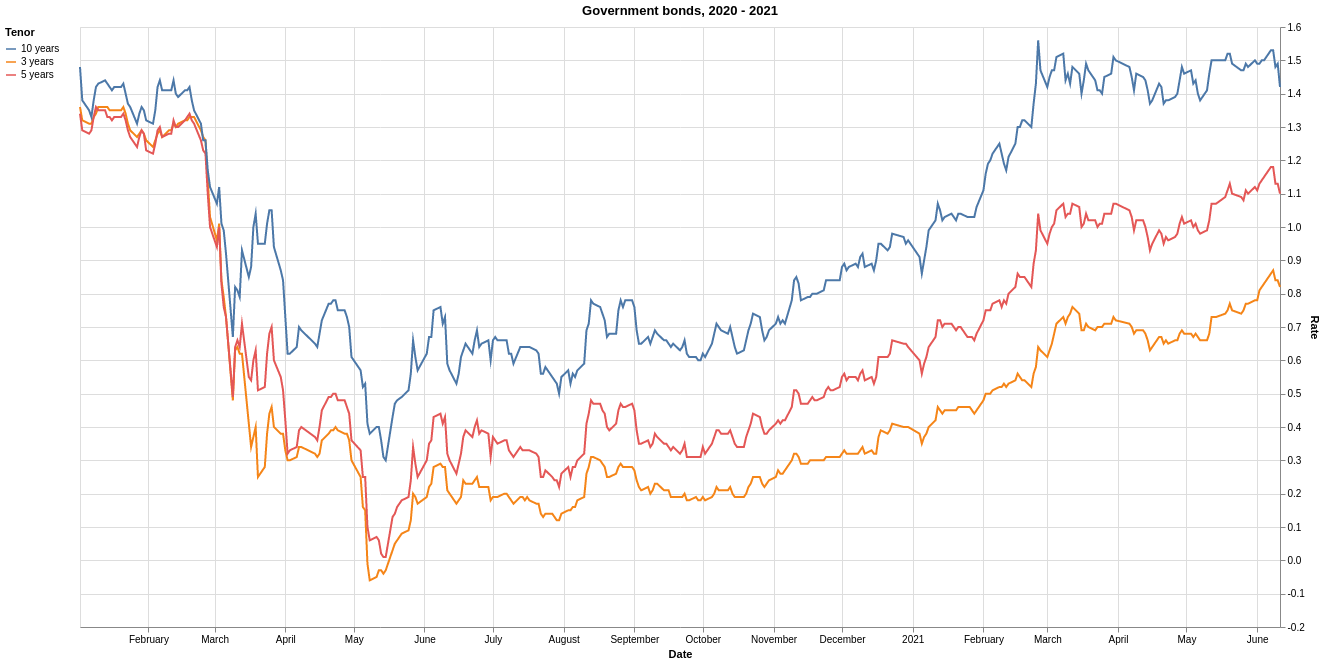 Government bonds, 2020 - 2021
Tenor
10 years
3 years
5 years
1.6
1.5
1.4
1.3
1.2
1.1
1.0
0.9
0.8
0.7
0.6
0.5
0.4
0.3
0.2
0.1
0.0
-0.1
-0.2
Rate
February March April May June July August September October November December 2021 February March April May June
Date